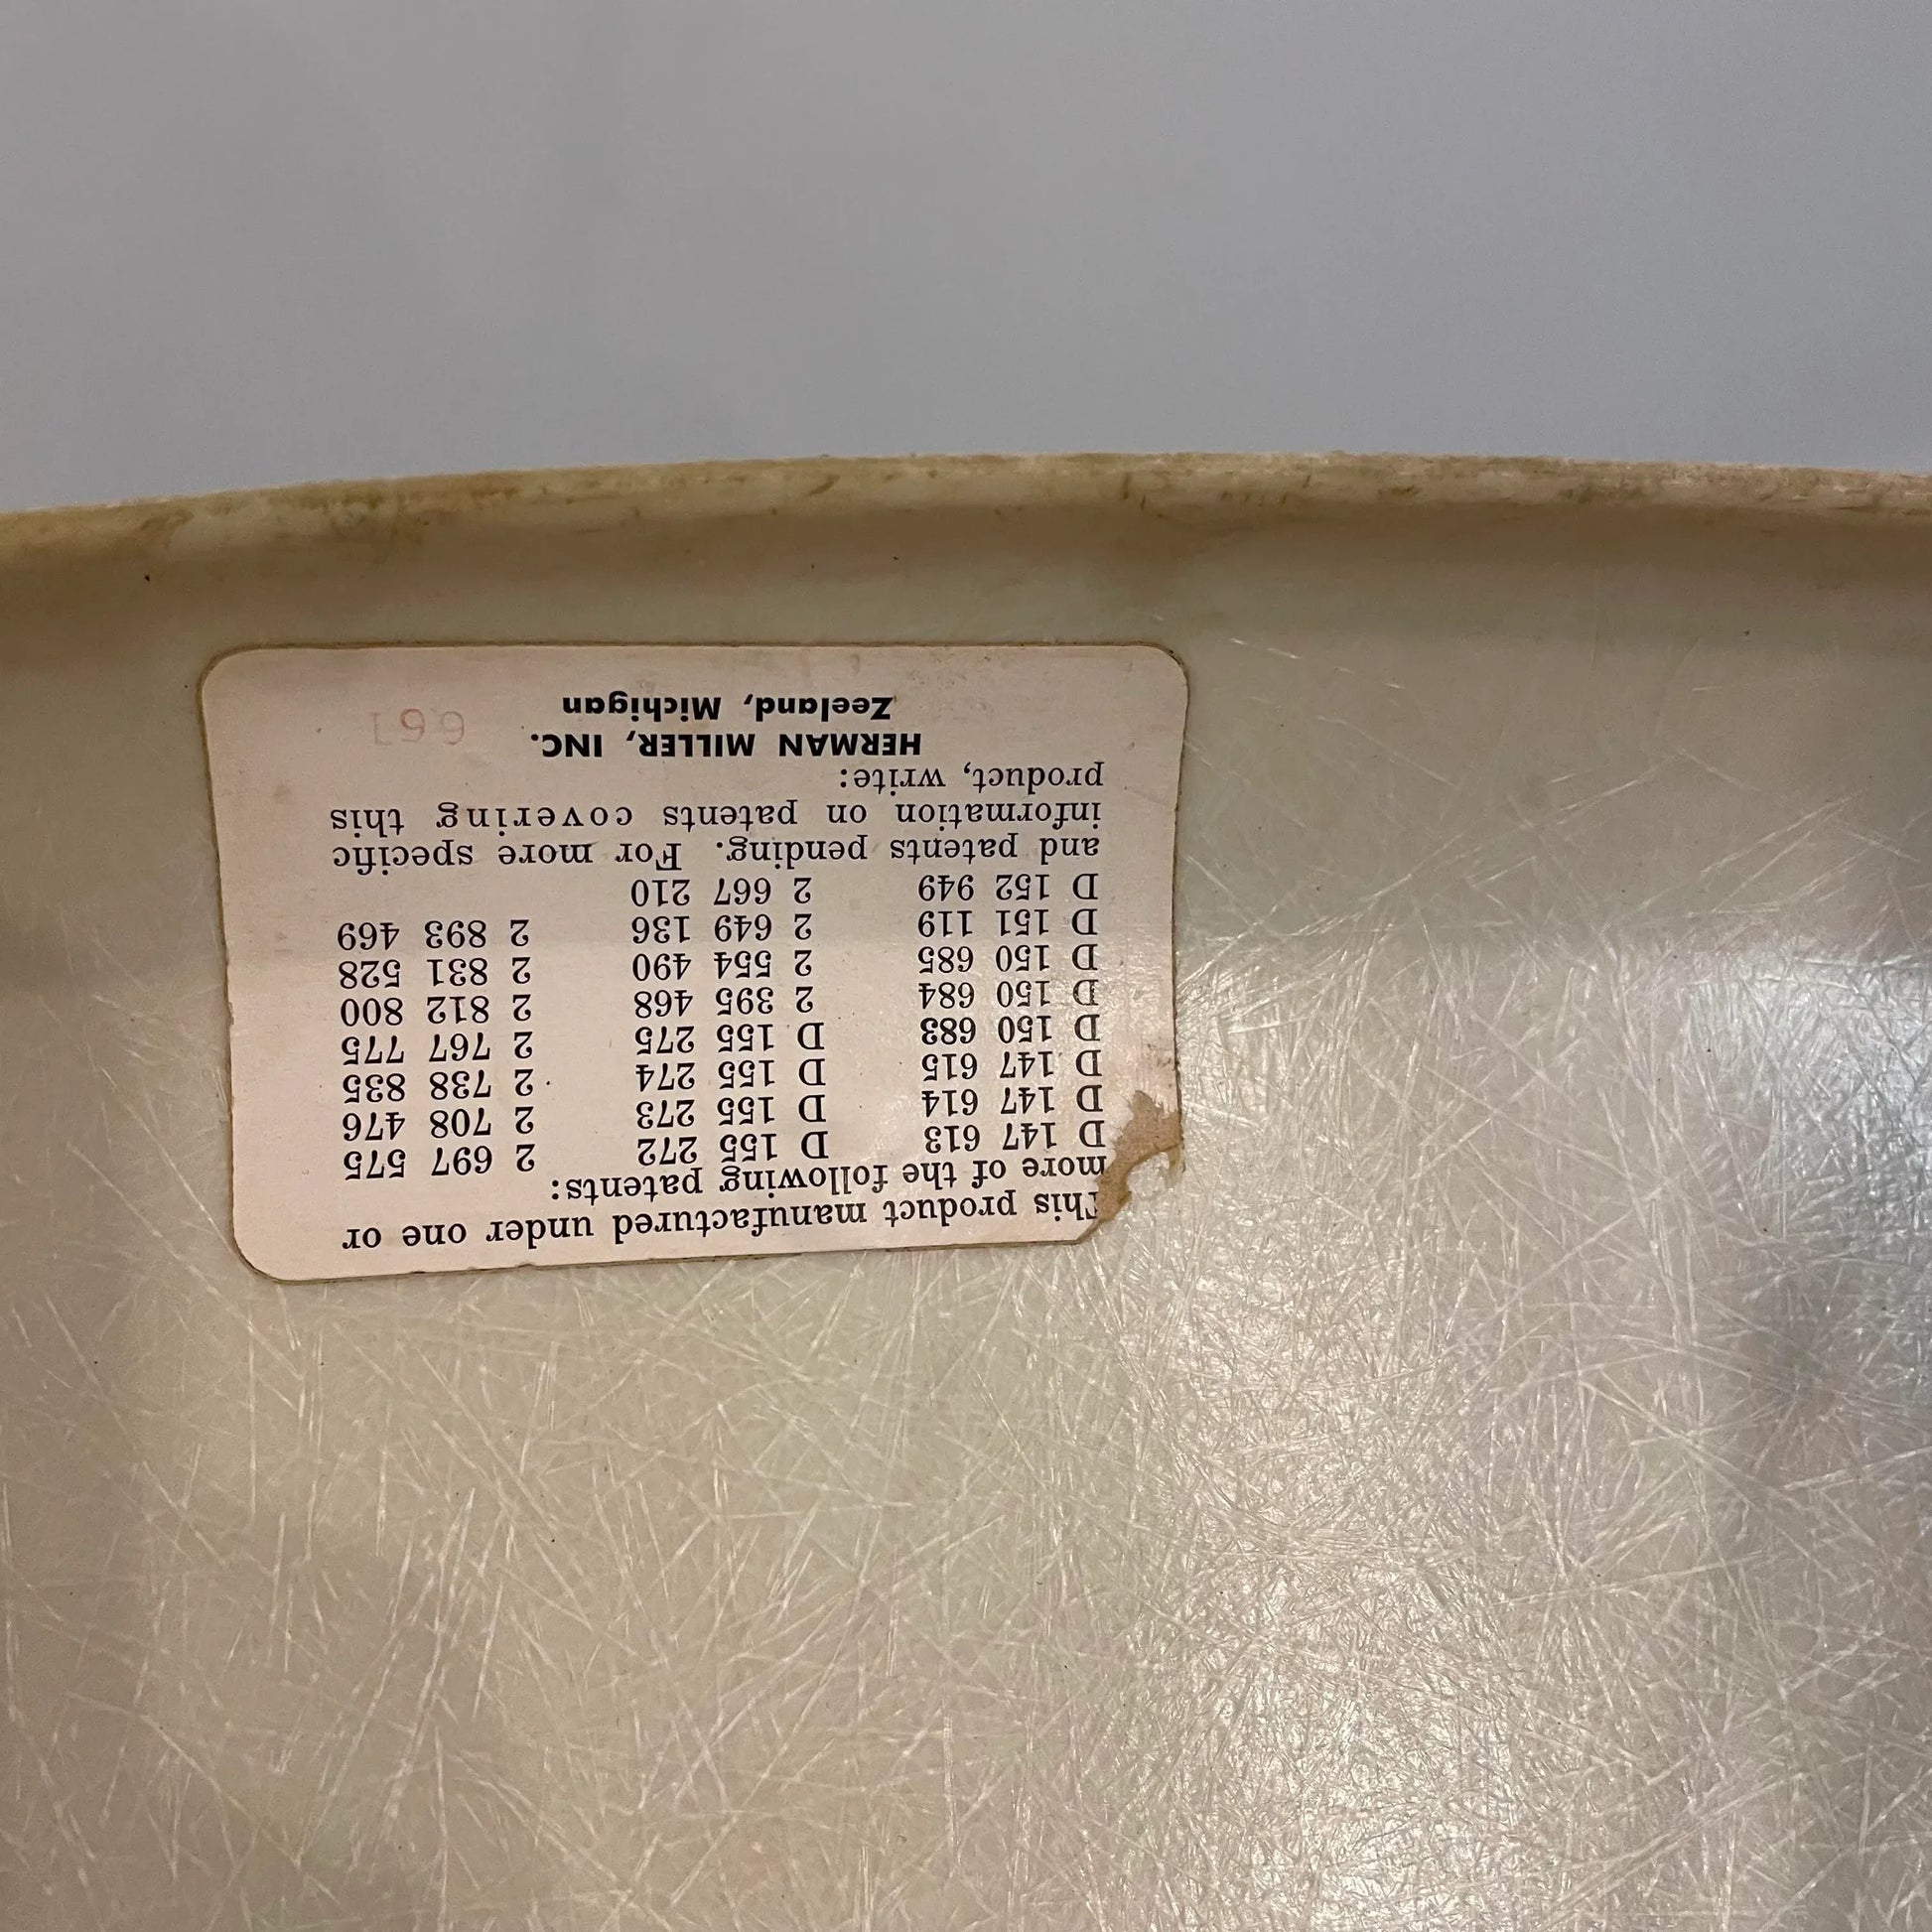 This product manufactured under one or
more of the following patents:
D 147 613 D 155 272 2 697 575
D 147 614 D 155 273 2 708 476
D 147 615 D 155 274 2 738 835
D 150 683 D 155 275 2 767 775
D 150 684 2 395 468 2 812 800
D 150 685 2 554 490 2 831 528
D 151 119 2 649 136 2 893 469
D 152 949 2 667 210
and patents pending. For more specific
information on patents covering this
product, write:
HERMAN MILLER, INC.
Zeeland, Michigan